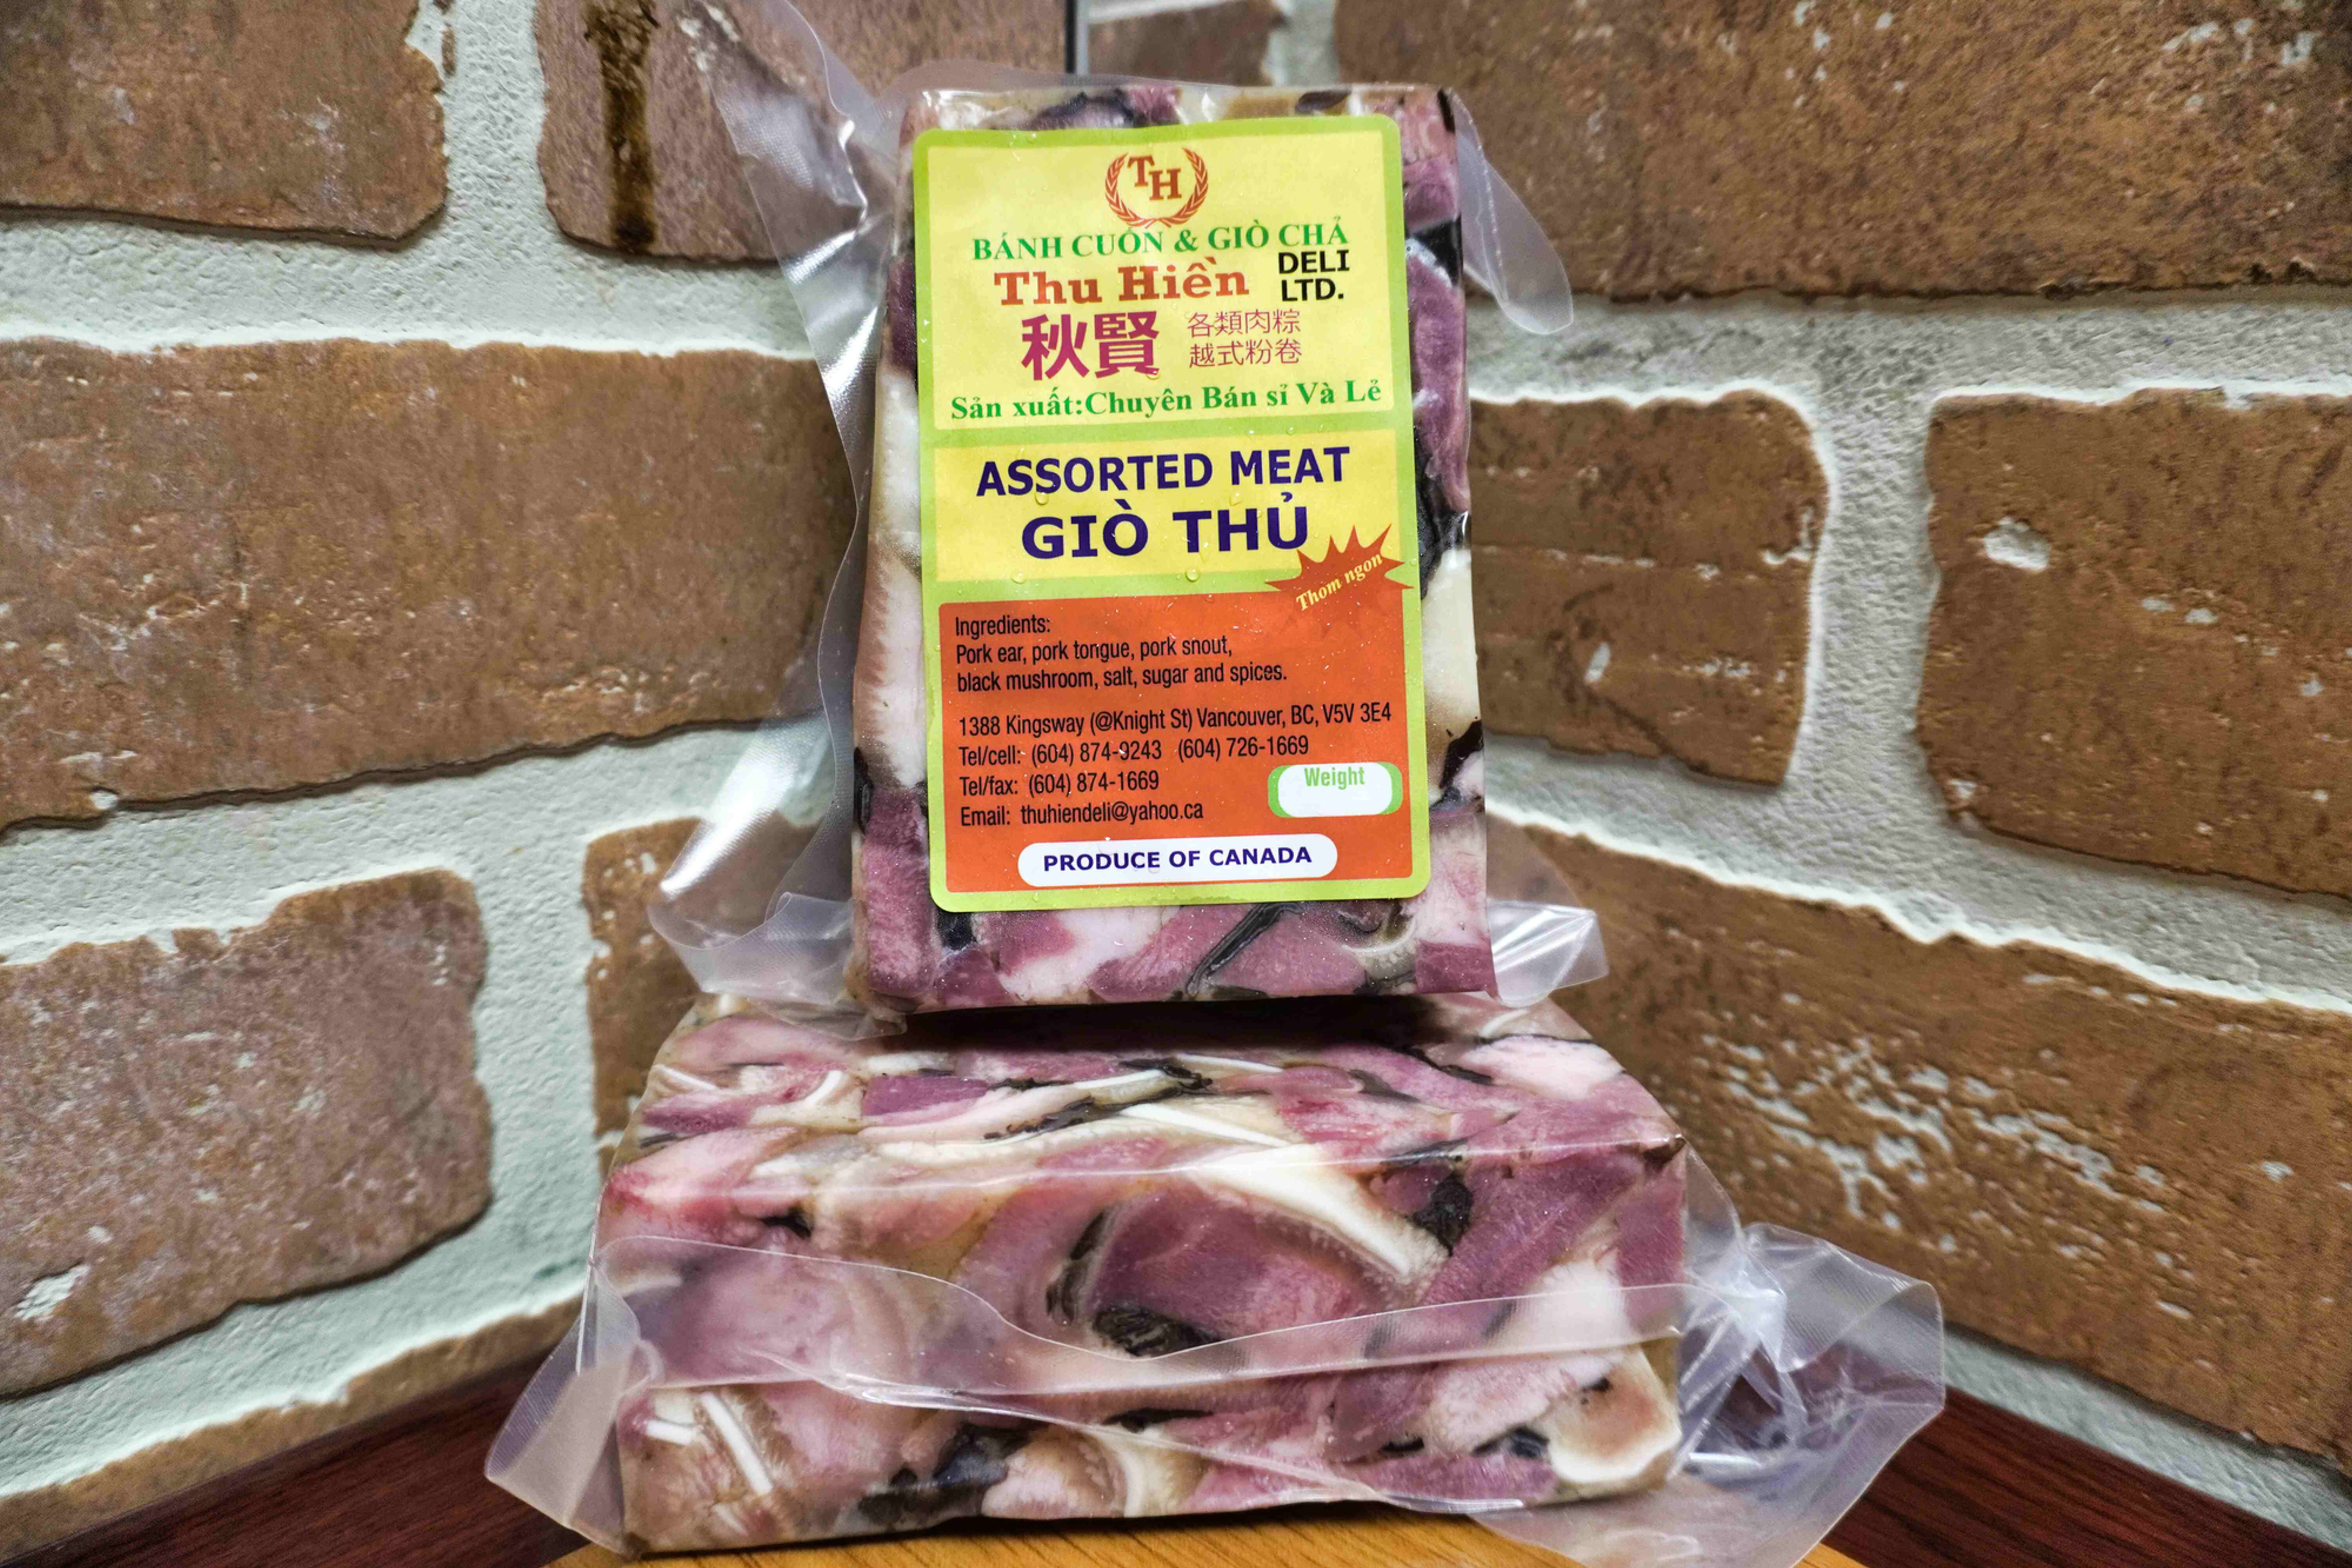 TH
BÁNH CUỐN & GIÒ CHẢ
Thu Hiền DELI LTD.
秋賢 各類肉粽
越式粉卷
Sản xuất:Chuyên Bán sỉ Và Lẻ
ASSORTED MEAT
GIÒ THỦ
Thơm ngon
Ingredients:
Pork ear, pork tongue, pork snout,
black mushroom, salt, sugar and spices.
1388 Kingsway (@Knight St) Vancouver, BC, V5V 3E4
Tel/cell: (604) 874-9243 (604) 726-1669
Tel/fax: (604) 874-1669
Weight
Email: thuhiendeli@yahoo.ca
PRODUCE OF CANADA